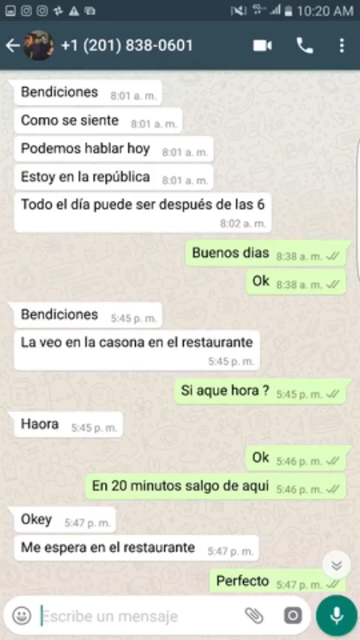 10:20 AM
+1 (201) 838-0601
Bendiciones 8:01 a. m.
Como se siente 8:01 a. m.
Podemos hablar hoy 8:01 a. m.
Estoy en la república 8:01 a. m.
Todo el día puede ser después de las 6
8:02 a. m.
Buenos dias 8:38 a. m.
Ok 8:38 a. m.
Bendiciones 5:45 p. m.
La veo en la casona en el restaurante
5:45 p. m.
Si aque hora ? 5:45 p. m.
Haora 5:45 p. m.
Ok 5:46 p. m.
En 20 minutos salgo de aqui 5:46 p. m.
Okey 5:47 p. m.
Me espera en el restaurante 5:47 p. m.
Perfecto 5:47 p. m.
Escribe un mensaje